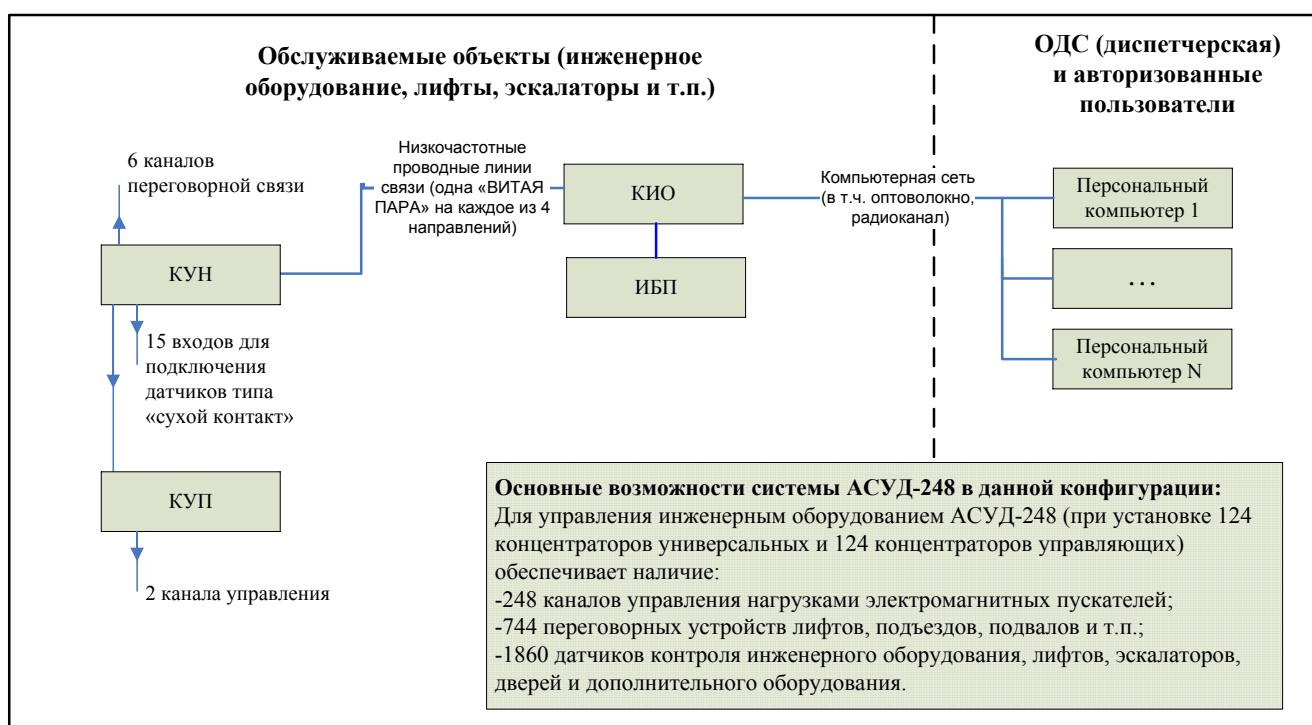 Обслуживаемые объекты (инженерное
оборудование, лифты, эскалаторы и т.п.)
ОДС (диспетчерская)
и авторизованные
пользователи
6 каналов
переговорной связи
Низкочастотные
проводные линии
связи (одна «ВИТАЯ
ПАРА» на каждое из 4
направлений)
КИО
Компьютерная сеть
(в т.ч. оптоволокно,
радиоканал)
Персональный
компьютер 1
КУН
ИБП
...
15 входов для
подключения
датчиков типа
«сухой контакт»
Персональный
компьютер N
КУП
2 канала управления
Основные возможности системы АСУД-248 в данной конфигурации:
Для управления инженерным оборудованием АСУД-248 (при установке 124
концентраторов универсальных и 124 концентраторов управляющих)
обеспечивает наличие:
-248 каналов управления нагрузками электромагнитных пускателей;
-744 переговорных устройств лифтов, подъездов, подвалов и т.п.;
-1860 датчиков контроля инженерного оборудования, лифтов, эскалаторов,
дверей и дополнительного оборудования.